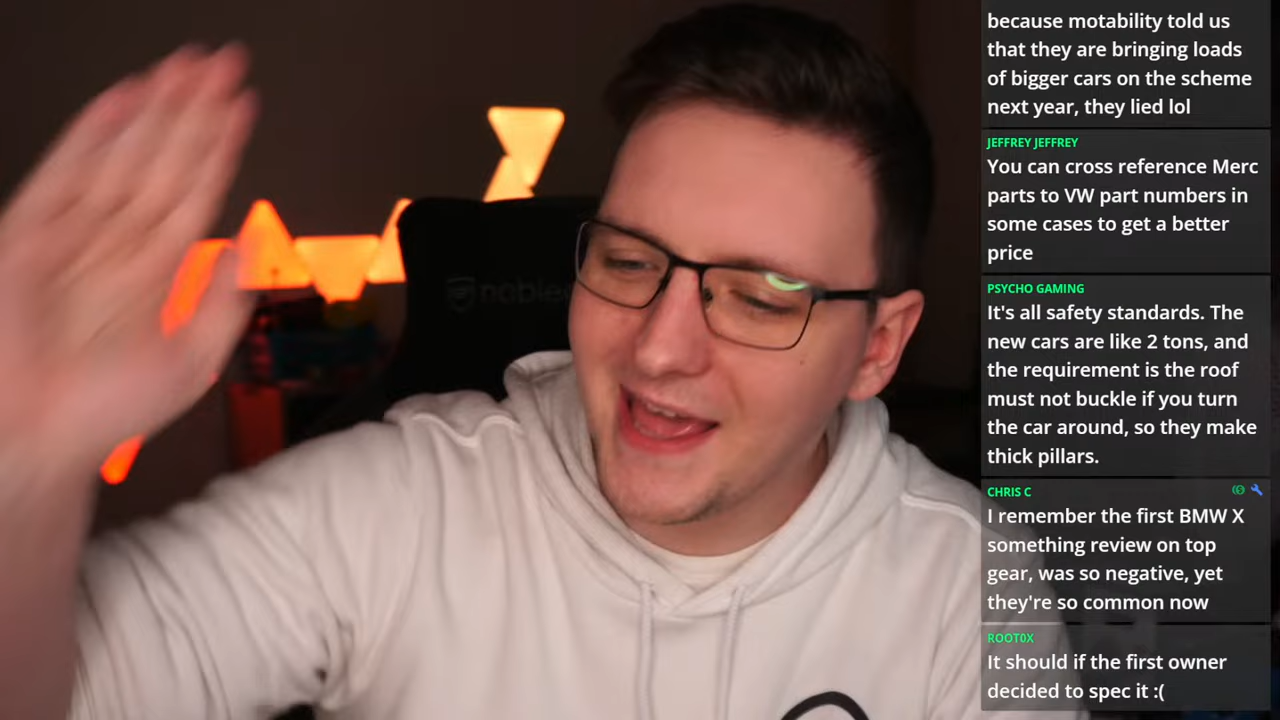 because motability told us
that they are bringing loads
of bigger cars on the scheme
next year, they lied lol
JEFFREY JEFFREY
You can cross reference Merc
parts to VW part numbers in
some cases to get a better
price
PSYCHO GAMING
It's all safety standards. The
new cars are like 2 tons, and
the requirement is the roof
must not buckle if you turn
the car around, so they make
thick pillars.
CHRIS C
I remember the first BMW X
something review on top
gear, was so negative, yet
they're so common now
ROOT0X
It should if the first owner
decided to spec it :(